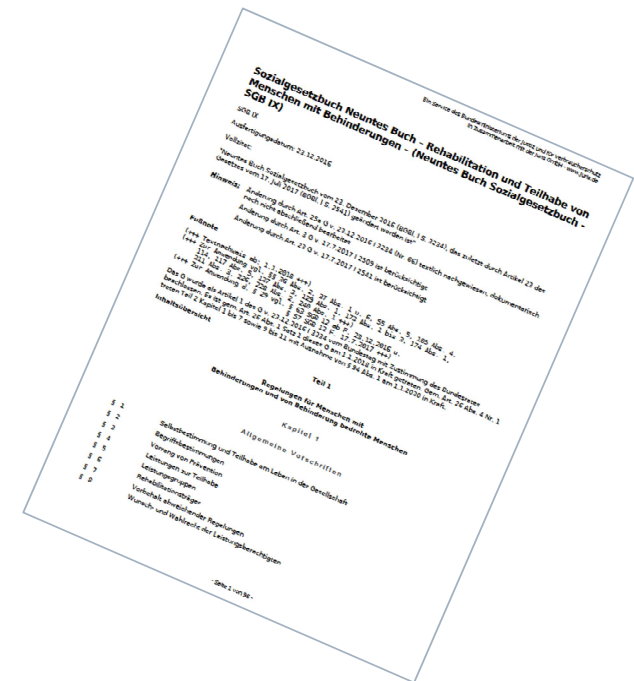 Ein Service des Bundesministeriums der Justiz und für Verbraucherschutz
in Zusammenarbeit mit der juris GmbH - www.juris.de
Sozialgesetzbuch Neuntes Buch – Rehabilitation und Teilhabe von
Menschen mit Behinderungen – (Neuntes Buch Sozialgesetzbuch –
SGB IX)
SGB IX
Ausfertigungsdatum: 23.12.2016
Vollzitat:
"Neuntes Buch Sozialgesetzbuch vom 23. Dezember 2016 (BGBl. I S. 3234), das zuletzt durch Artikel 23 des
Gesetzes vom 17. Juli 2017 (BGBl. I S. 2541) geändert worden ist"
Hinweis: Änderung durch Art. 25a G v. 23.12.2016 I 3234 (Nr. 66) textlich nachgewiesen, dokumentarisch
noch nicht abschließend bearbeitet
Änderung durch Art. 3 G v. 17.7.2017 I 2509 ist berücksichtigt
Änderung durch Art. 23 G v. 17.7.2017 I 2541 ist berücksichtigt
Fußnote
(+++ Textnachweis ab: 1.1.2018 +++)
Das G wurde als Artikel 1 des G v. 23.12.2016 I 3234 vom Bundestag mit Zustimmung des Bundesrates
beschlossen. Es ist gem. Art. 26 Abs. 1 Satz 1 dieses G am 1.1.2018 in Kraft getreten. Gem. Art. 26 Abs. 4 Nr. 1
treten Teil 2 Kapitel 1 bis 7 sowie 9 bis 11 mit Ausnahme von § 94 Abs. 1 am 1.1.2020 in Kraft.
Inhaltsübersicht
Teil 1
Regelungen für Menschen mit
Behinderungen und von Behinderung bedrohte Menschen
Kapitel 1
Allgemeine Vorschriften
§ 1 Selbstbestimmung und Teilhabe am Leben in der Gesellschaft
§ 2 Begriffsbestimmungen
§ 3 Vorrang von Prävention
§ 4 Leistungen zur Teilhabe
§ 5 Leistungsgruppen
§ 6 Rehabilitationsträger
§ 7 Vorbehalt abweichender Regelungen
§ 8 Wunsch- und Wahlrecht der Leistungsberechtigten
- Seite 1 von 98 -